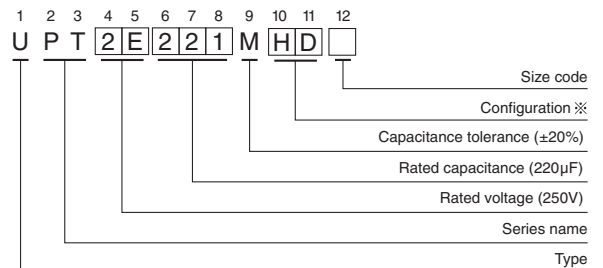 1 2 3 4 5 6 7 8 9 10 11 12
U P T 2 E 2 2 1 M H D
Size code
Configuration ※
Capacitance tolerance (±20%)
Rated capacitance (220µF)
Rated voltage (250V)
Series name
Type